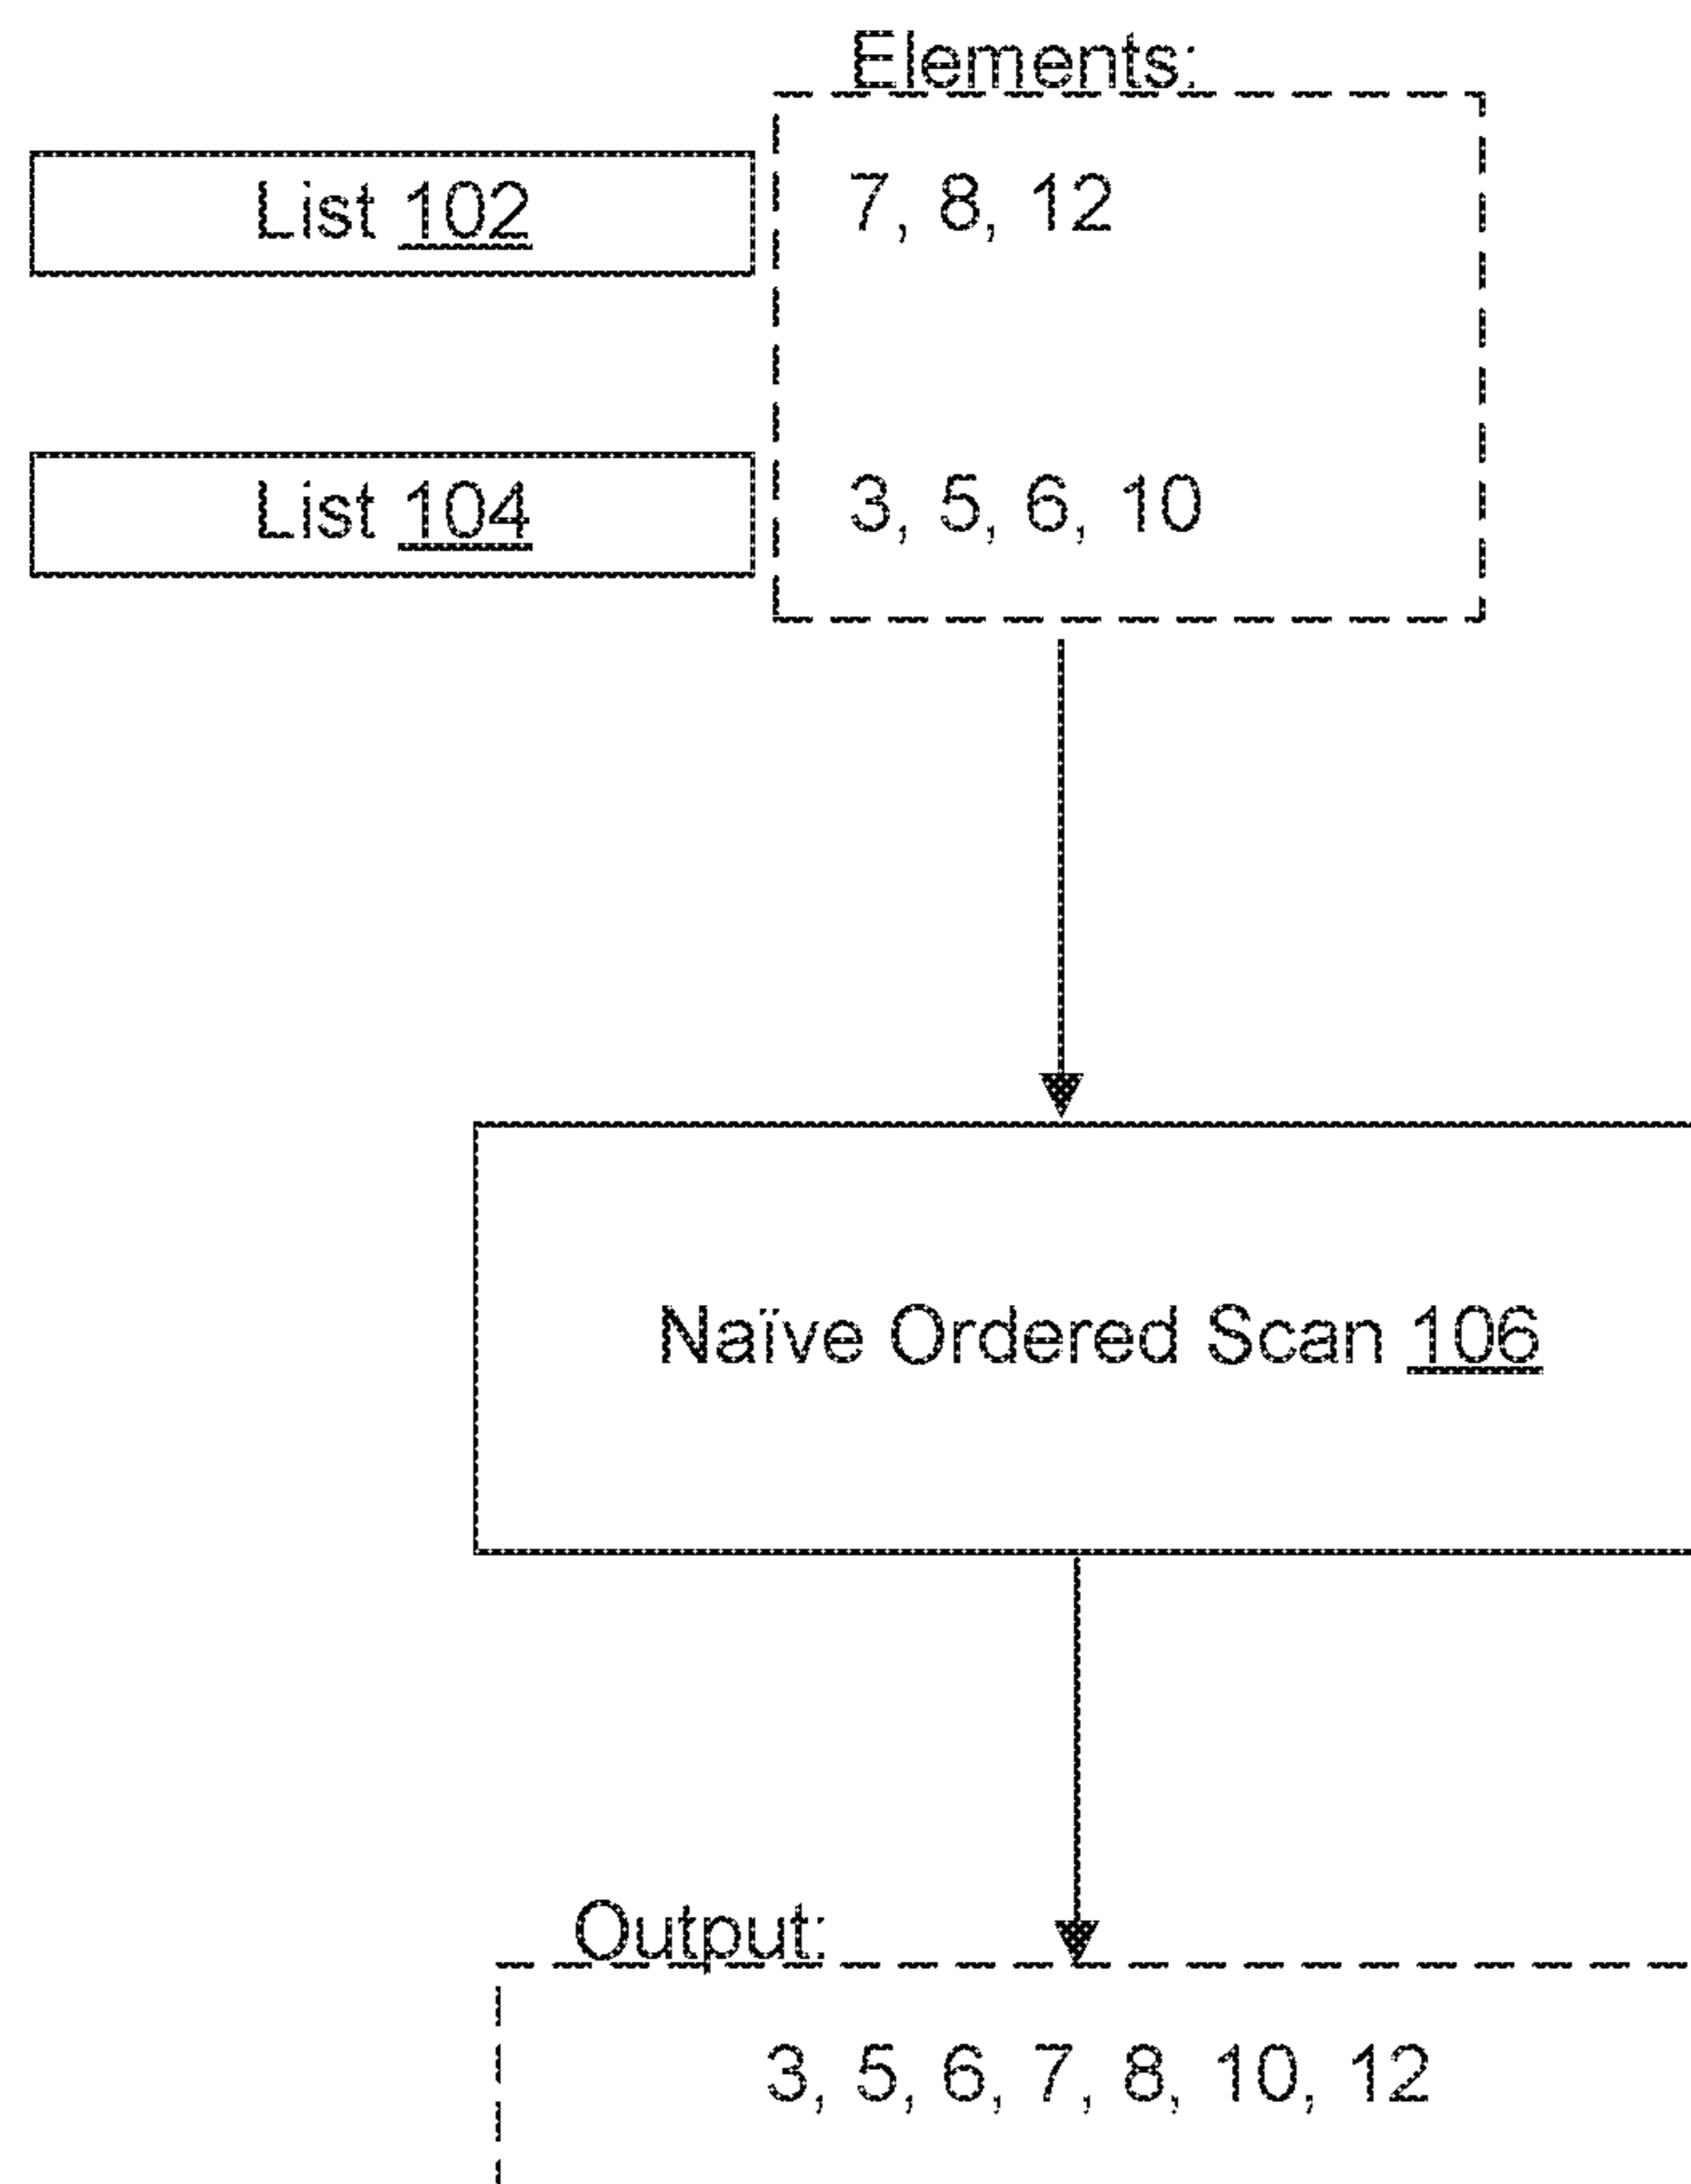 Elements:
List 102
7, 8, 12
List 104
3, 5, 6, 10
Naïve Ordered Scan 106
Output:
3, 5, 6, 7, 8, 10, 12